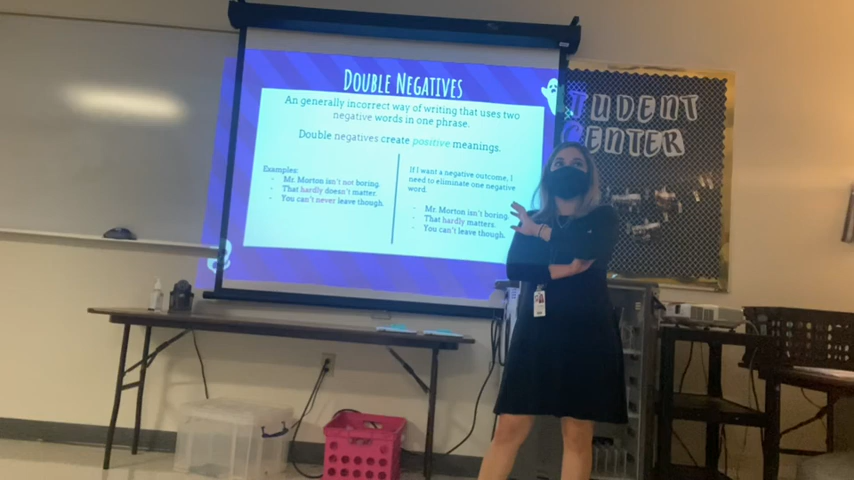 DOUBLE NEGATIVES
An generally incorrect way of writing that uses two
negative words in one phrase.
Double negatives create positive meanings.
Examples:
- Mr. Morton isn't not boring.
- That hardly doesn't matter.
- You can't never leave though.
If I want a negative outcome, I
need to eliminate one negative
word.
- Mr. Morton isn't boring.
- That hardly matters.
- You can't leave though.
TUDENT
CENTER